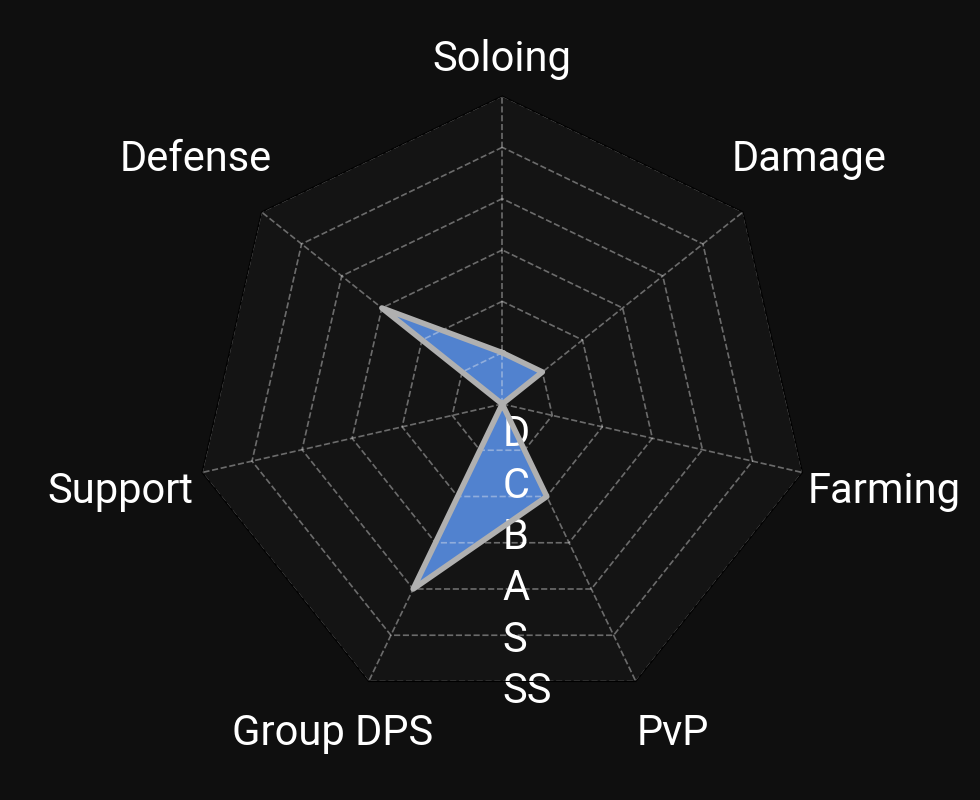 Soloing
Defense
Damage
D
C
Support
Farming
B
A
S
SS
Group DPS
PvP